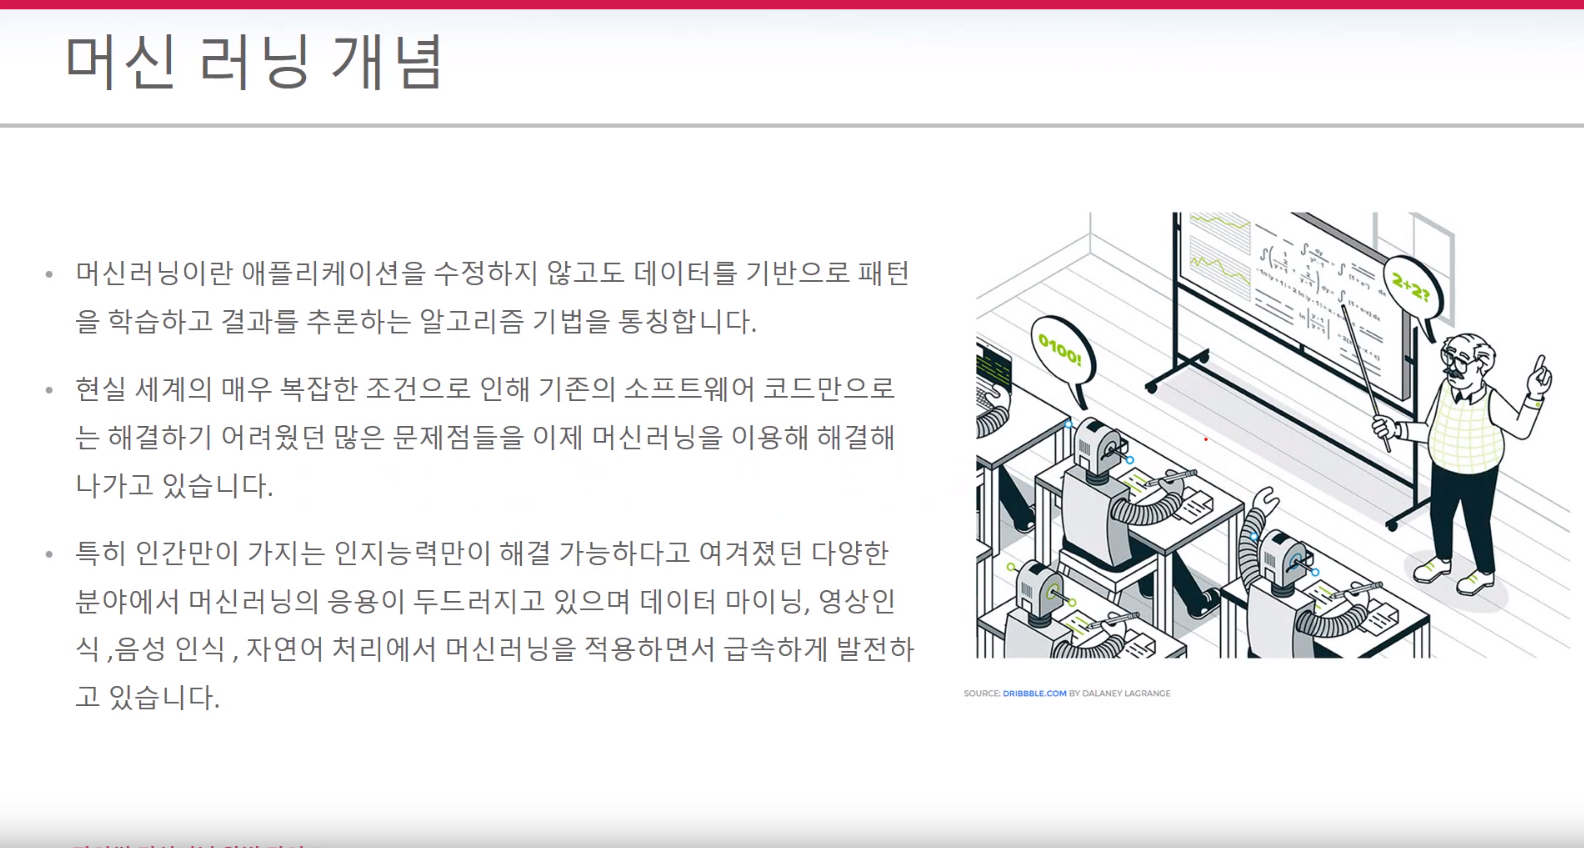 머신 러닝 개념
• 머신러닝이란 애플리케이션을 수정하지 않고도 데이터를 기반으로 패턴
을 학습하고 결과를 추론하는 알고리즘 기법을 통칭합니다.
• 현실 세계의 매우 복잡한 조건으로 인해 기존의 소프트웨어 코드만으로
는 해결하기 어려웠던 많은 문제점들을 이제 머신러닝을 이용해 해결해
나가고 있습니다.
• 특히 인간만이 가지는 인지능력만이 해결 가능하다고 여겨졌던 다양한
분야에서 머신러닝의 응용이 두드러지고 있으며 데이터 마이닝, 영상인
식 ,음성 인식 , 자연어 처리에서 머신러닝을 적용하면서 급속하게 발전하
고 있습니다.
2+2?
0100!
SOURCE: DRIBBBLE.COM BY DALANEY LAGRANGE